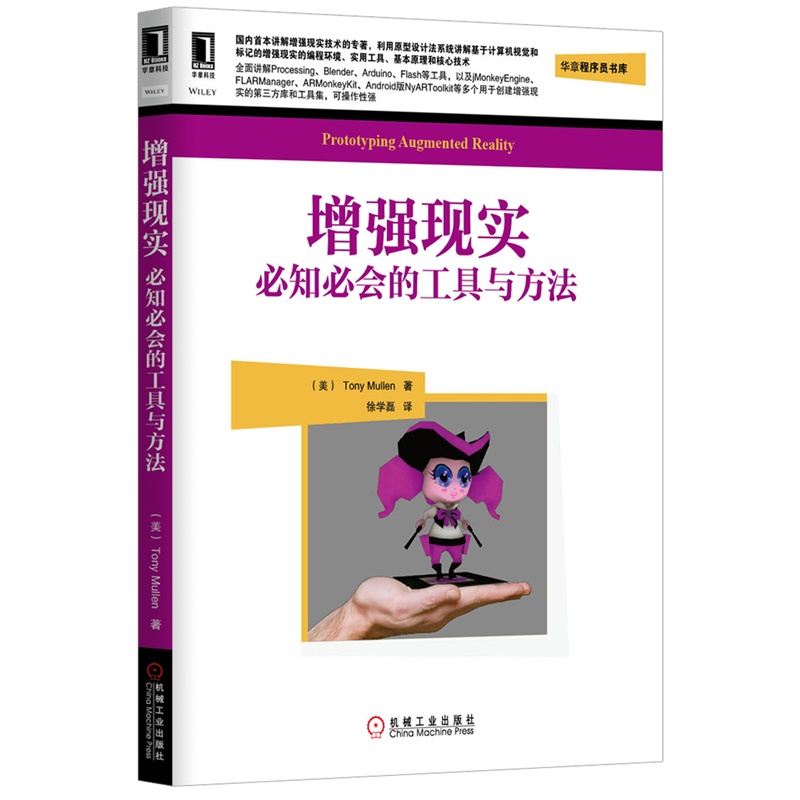 HZ Books
华章科技
WILEY
增强现实
必知必会的工具与方法
（美） Tony Mullen 著
机械工业出版社
China Machine Press
HZ Books
华章科技
WILEY
国内首本讲解增强现实技术的专著，利用原型设计法系统讲解基于计算机视觉和
标记的增强现实的编程环境、实用工具、基本原理和核心技术
全面讲解Processing、Blender、Arduino、Flash等工具，以及jMonkeyEngine、
FLARManager、ARMonkeyKit、Android版NyARToolkit等多个用于创建增强现
实的第三方库和工具集，可操作性强
华章程序员书库
Prototyping Augmented Reality
增强现实
必知必会的工具与方法
（美） Tony Mullen 著
徐学磊 译
机械工业出版社
China Machine Press